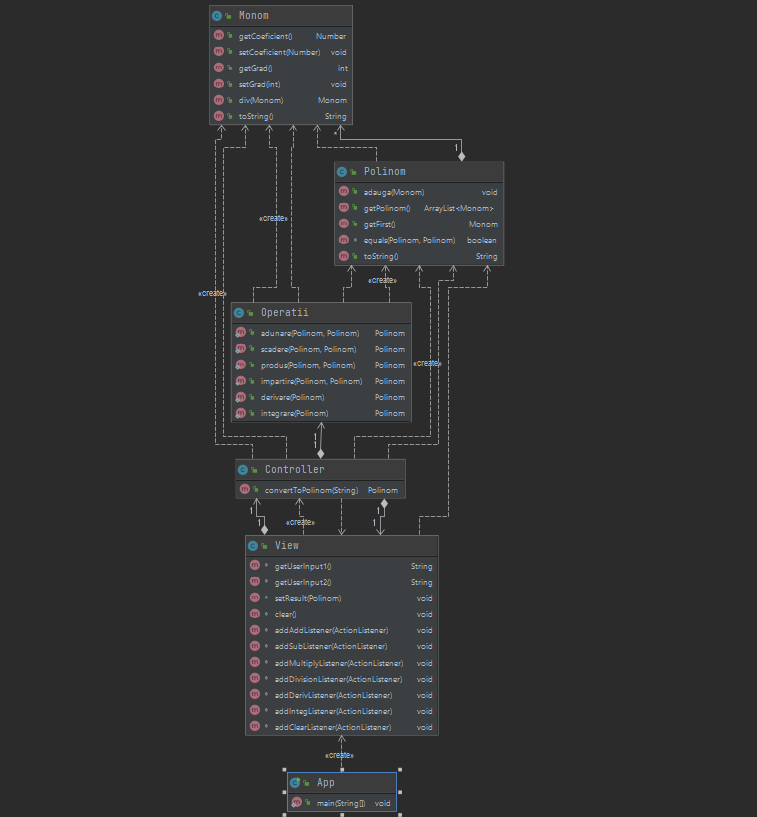 Monom
getCoeficient() Number
setCoeficient(Number) void
getGrad() int
setGrad(int) void
div(Monom) Monom
toString() String
*
1
Polinom
adauga(Monom) void
getPolinom() ArrayList<Monom>
getFirst() Monom
equals(Polinom, Polinom) boolean
toString() String
«create»
«create»
«create»
Operatii
adunare(Polinom, Polinom) Polinom
scadere(Polinom, Polinom) Polinom
produs(Polinom, Polinom) Polinom
impartire(Polinom, Polinom) Polinom
derivare(Polinom) Polinom
integrare(Polinom) Polinom
«create»
1
1
Controller
convertToPolinom(String) Polinom
1
1
1
1
«create»
View
getUserInput1() String
getUserInput2() String
setResult(Polinom) void
clear() void
addAddListener(ActionListener) void
addSubListener(ActionListener) void
addMultiplyListener(ActionListener) void
addDivisionListener(ActionListener) void
addDerivListener(ActionListener) void
addIntegListener(ActionListener) void
addClearListener(ActionListener) void
«create»
App
main(String[]) void